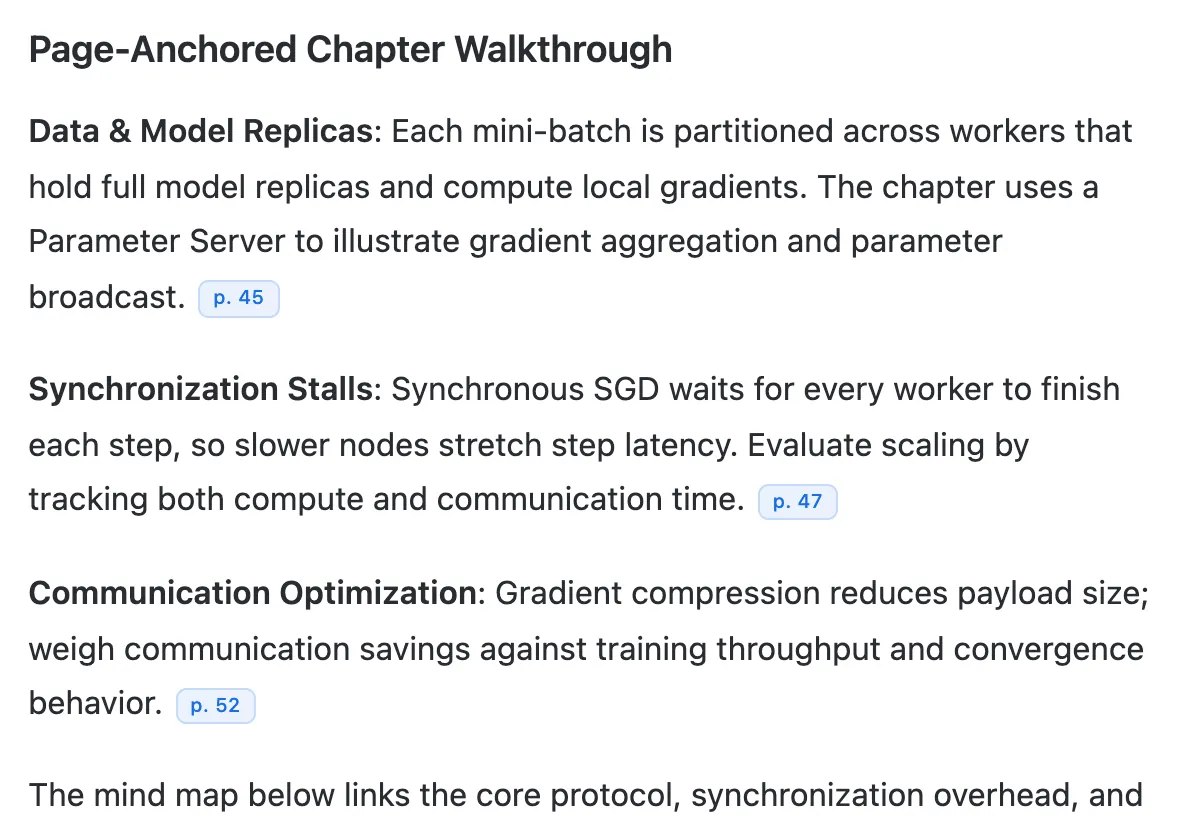 Page-Anchored Chapter Walkthrough
Data & Model Replicas: Each mini-batch is partitioned across workers that
hold full model replicas and compute local gradients. The chapter uses a
Parameter Server to illustrate gradient aggregation and parameter
broadcast. p. 45
Synchronization Stalls: Synchronous SGD waits for every worker to finish
each step, so slower nodes stretch step latency. Evaluate scaling by
tracking both compute and communication time. p. 47
Communication Optimization: Gradient compression reduces payload size;
weigh communication savings against training throughput and convergence
behavior. p. 52
The mind map below links the core protocol, synchronization overhead, and